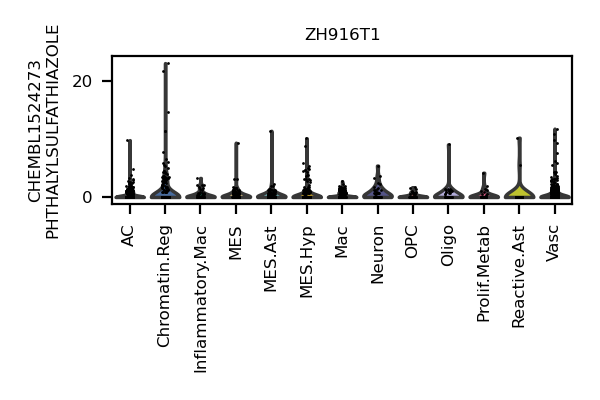 ZH916T1
CHEMBL1524273
PHTHALYLSULFATHIAZOLE
20
0
AC
Chromatin.Reg
Inflammatory.Mac
MES
MES.Ast
MES.Hyp
Mac
Neuron
OPC
Oligo
Prolif.Metab
Reactive.Ast
Vasc